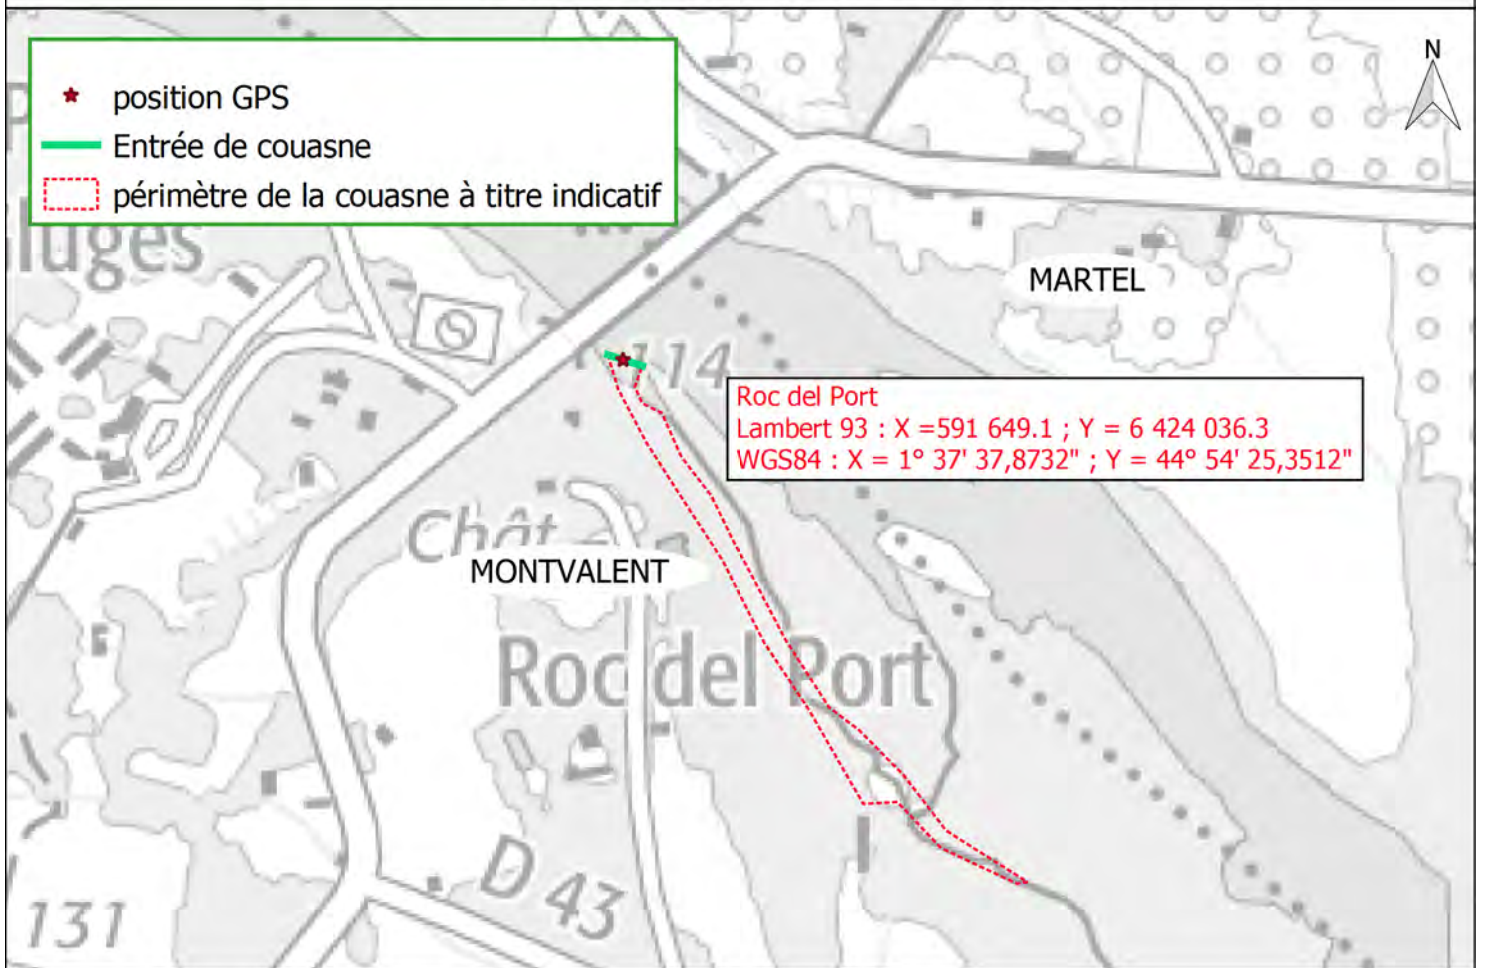 position GPS
Entrée de couasne
périmètre de la couasne à titre indicatif
N
MARTEL
114
Roc del Port
Lambert 93 : X =591 649.1 ; Y = 6 424 036.3
WGS84 : X = 1° 37' 37,8732" ; Y = 44° 54' 25,3512"
Chât
MONTVALENT
Roc del Port
D 43
131